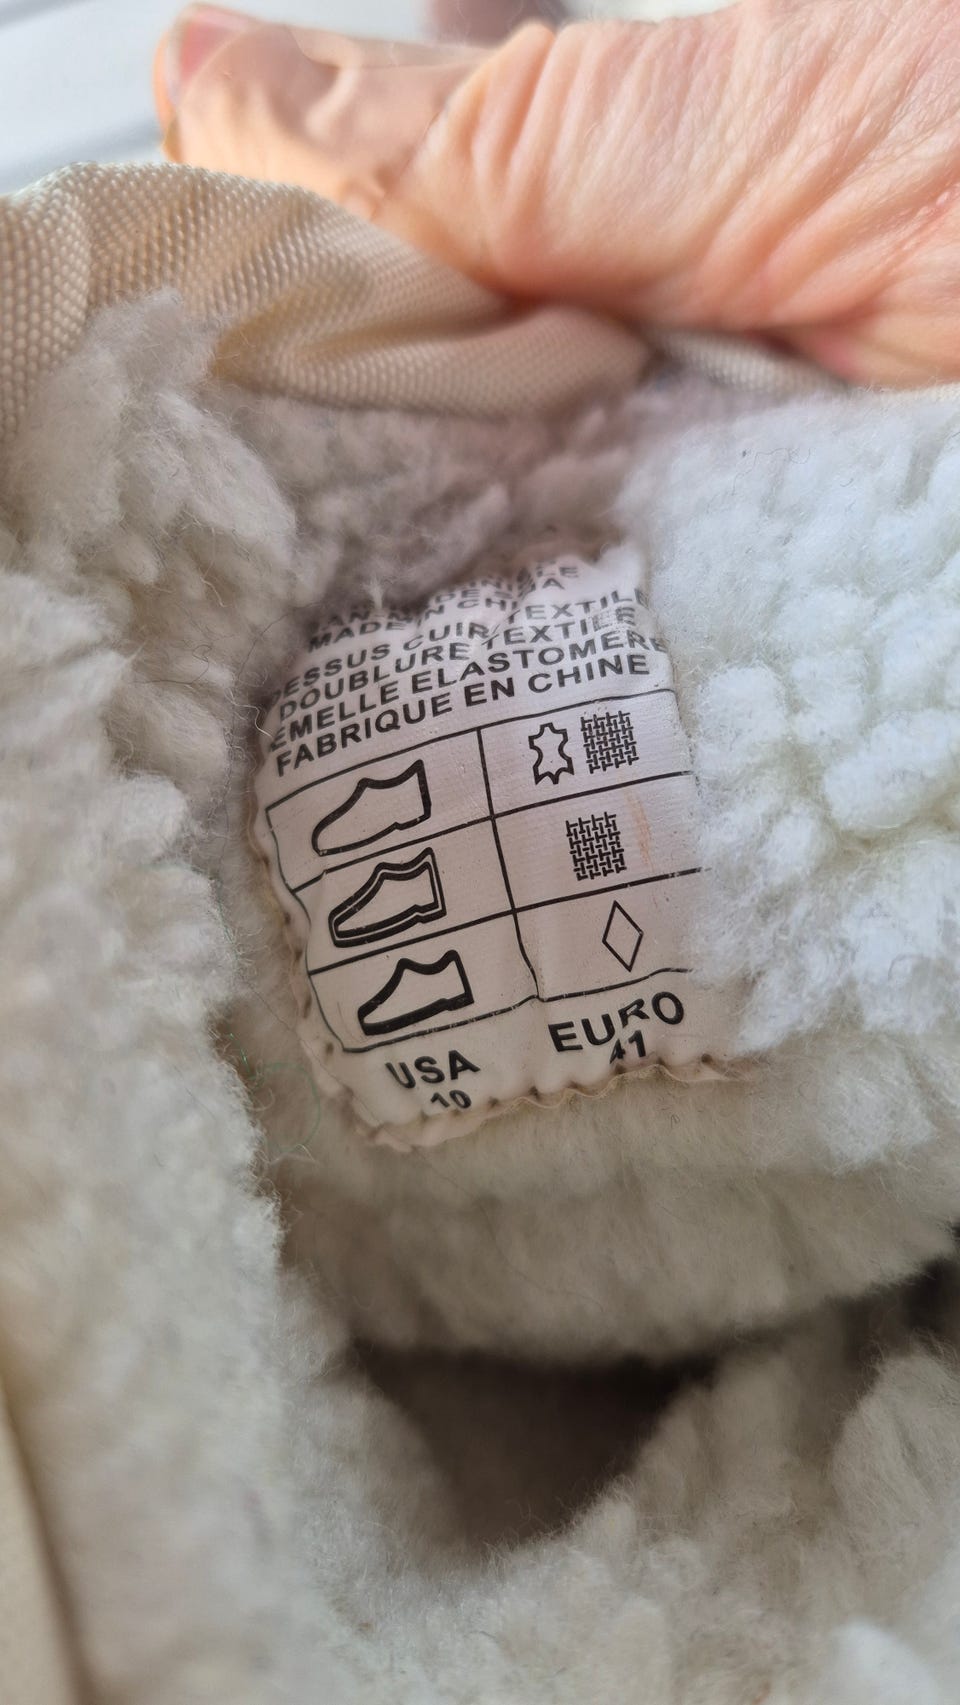 MADE IN CHINA
DESSUS CUIR/TEXTILE
DOUBLURE TEXTILE
SEMELLE ELASTOMERE
FABRIQUE EN CHINE
USA EURO
10 41